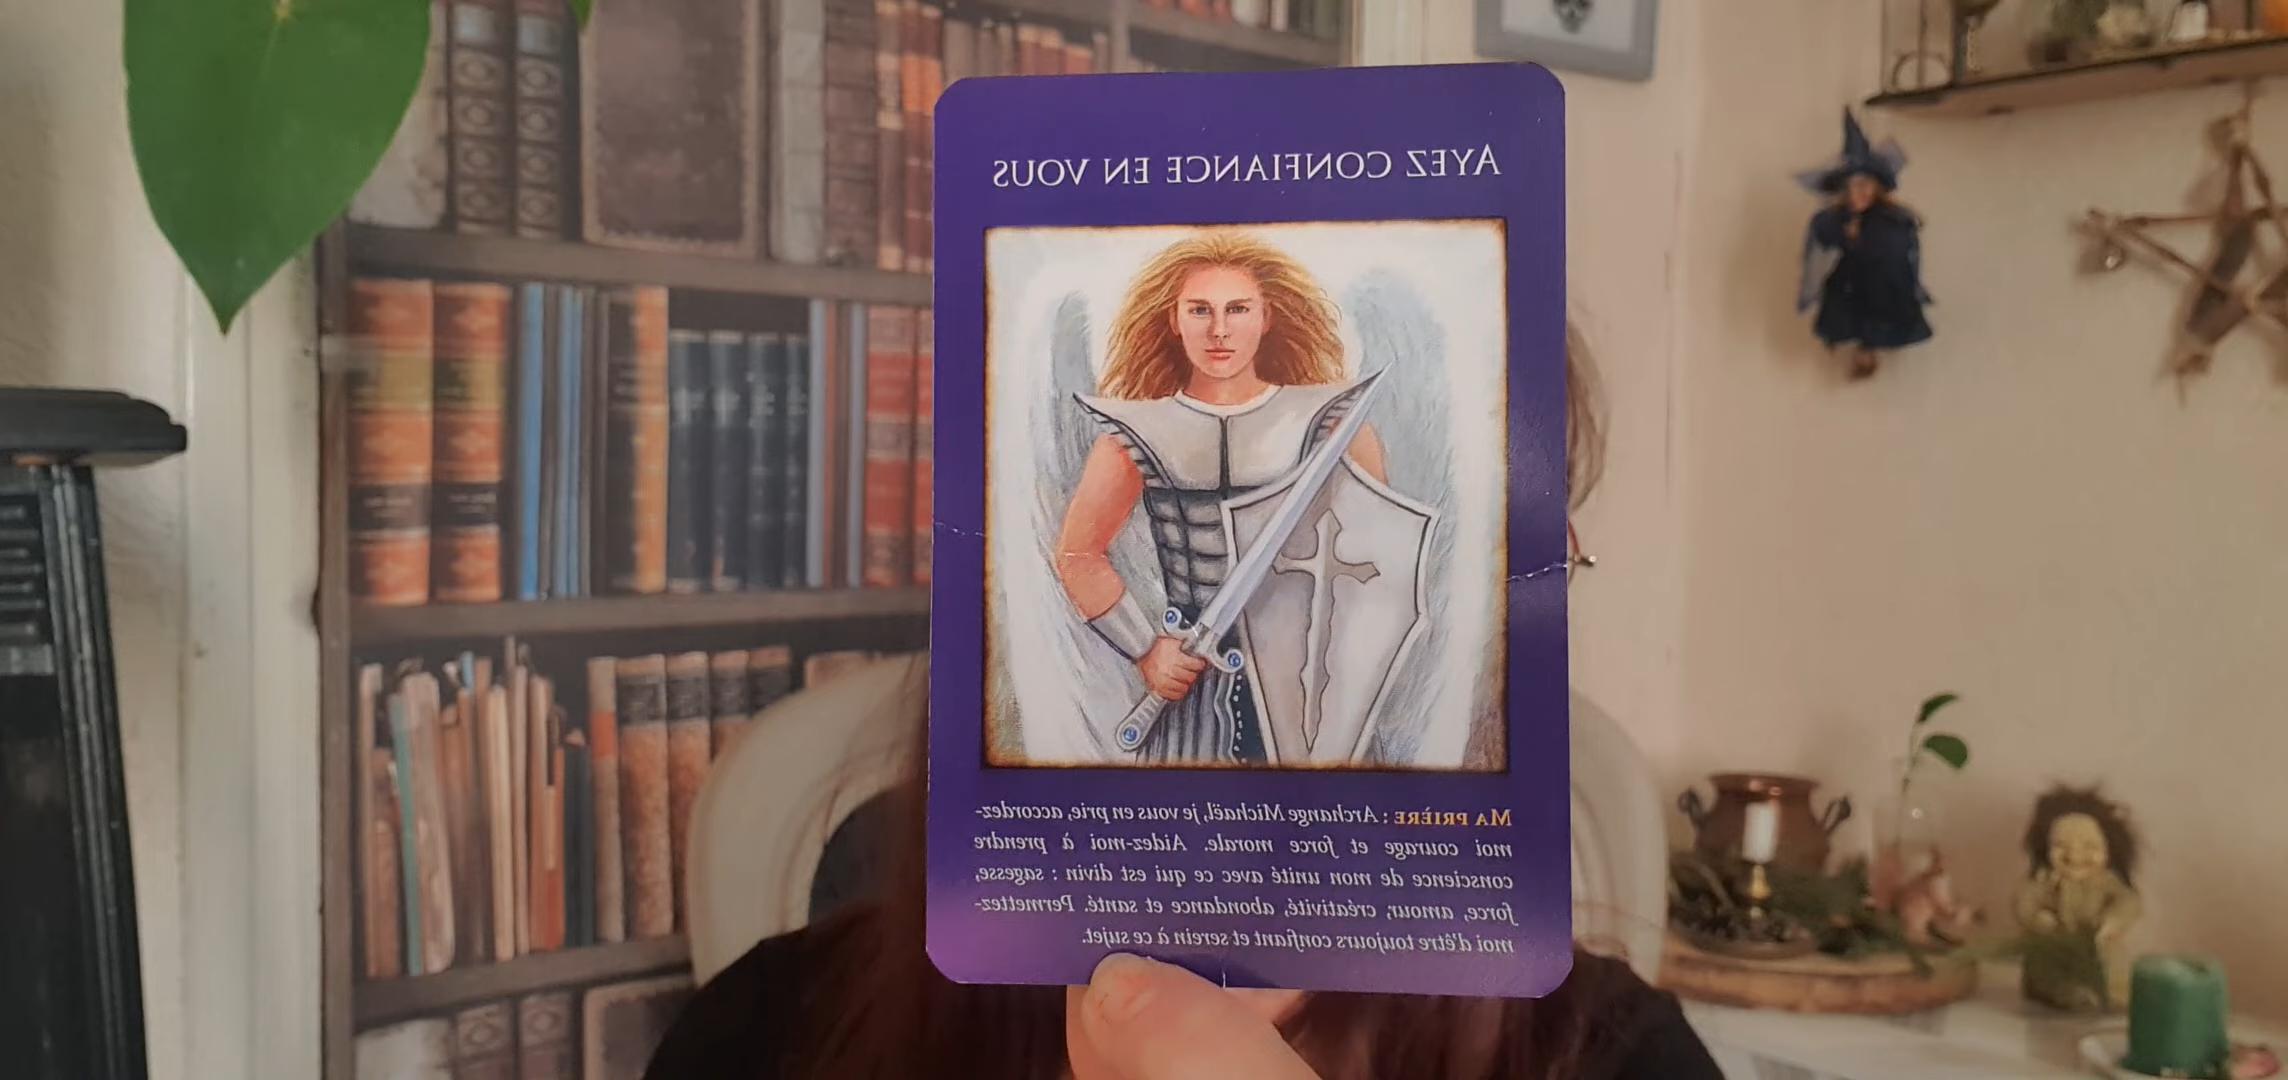 AYEZ CONFIANCE EN VOUS
MA PRIÈRE : Archange Michaël, je vous en prie, accordez-
moi courage et force morale. Aidez-moi à prendre
conscience de mon unité avec ce qui est divin : sagesse,
force, amour, créativité, abondance et santé. Permettez-
moi d'être toujours confiant et serein à ce sujet.